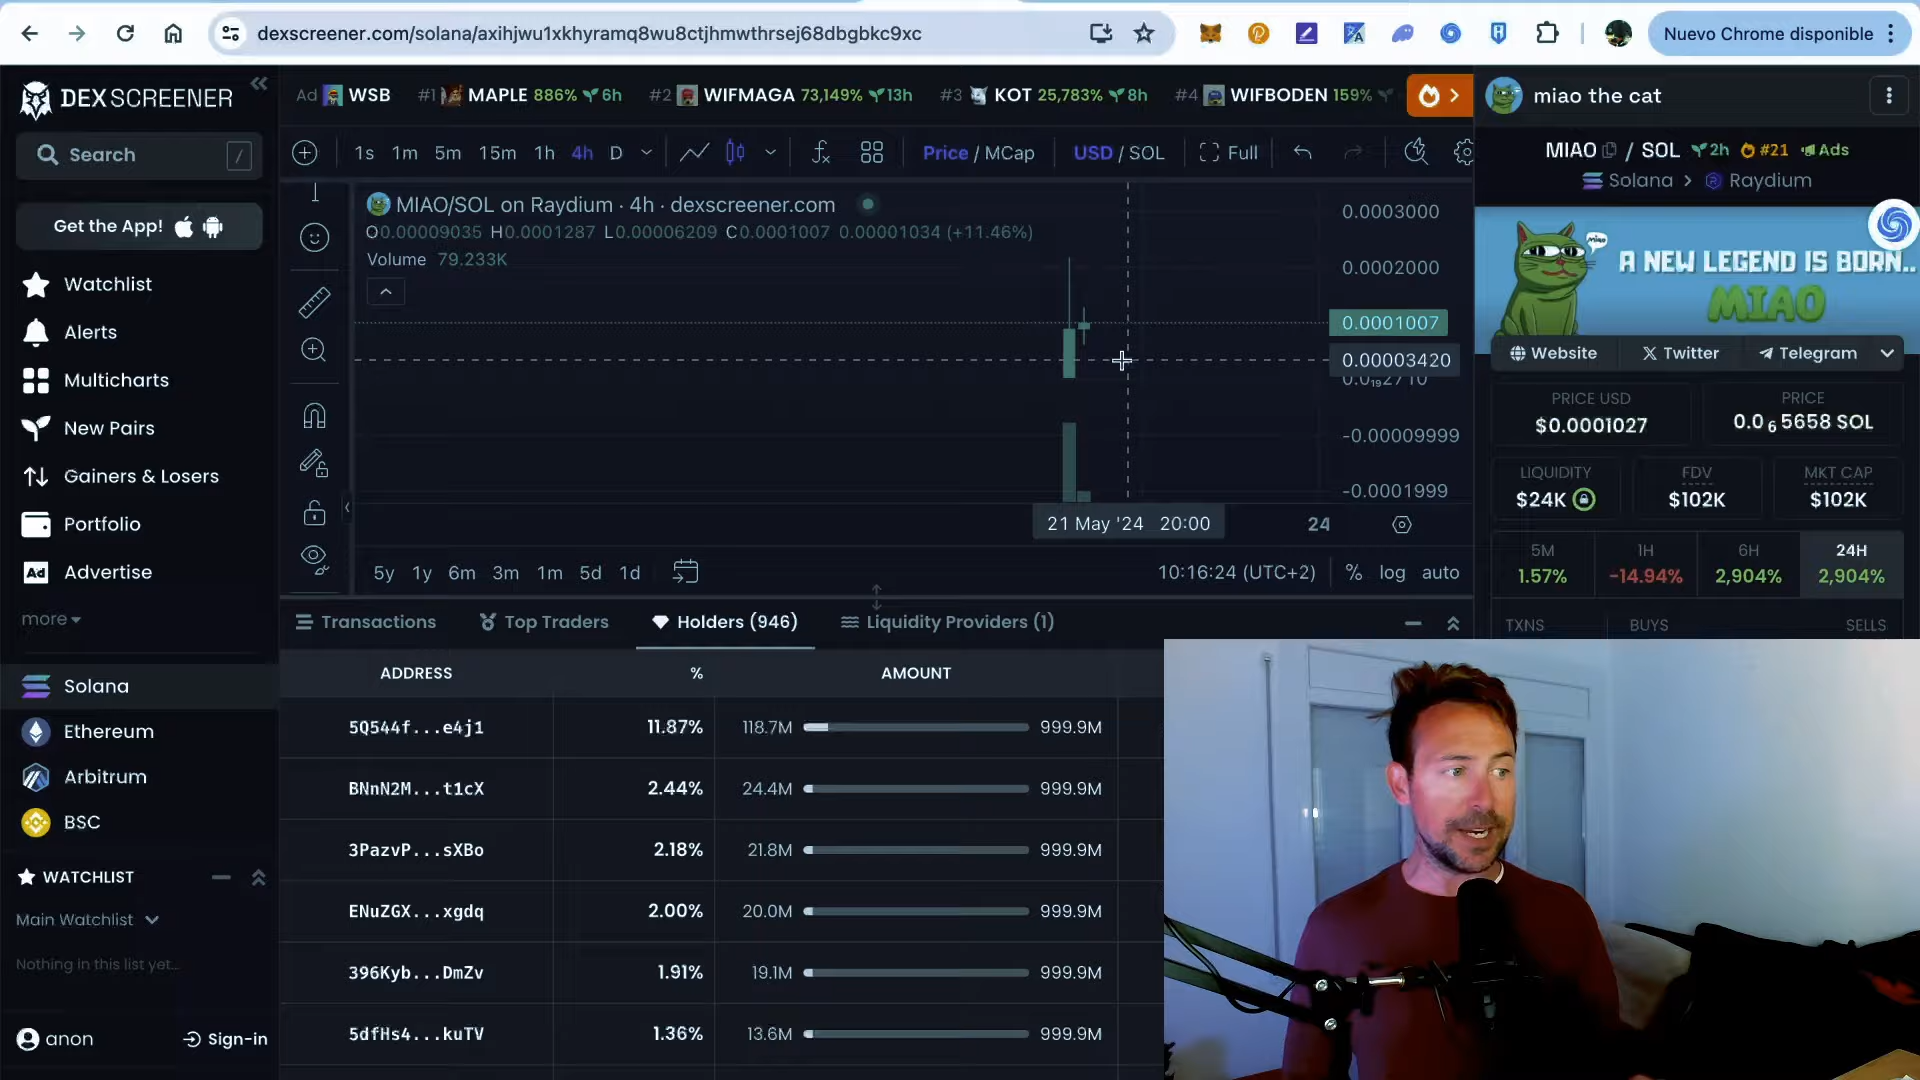 dexscreener.com/solana/axihjwu1xkhyramq8wu8ctjhmwthrsej68dbgbkc9xc
Nuevo Chrome disponible
DEX SCREENER
Search /
Get the App!
Watchlist
Alerts
Multicharts
New Pairs
Gainers & Losers
Portfolio
Ad Advertise
more
Solana
Ethereum
Arbitrum
BSC
WATCHLIST
Main Watchlist
Nothing in this list yet...
anon Sign-in
Ad WSB #1 MAPLE 886% 6h #2 WIFMAGA 73,149% 13h #3 KOT 25,783% 8h #4 WIFBODEN 159%
1s 1m 5m 15m 1h 4h D Price / MCap USD / SOL Full
MIAO/SOL on Raydium · 4h · dexscreener.com
O0.00009035 H0.0001287 L0.00006209 C0.0001007 0.00001034 (+11.46%)
Volume 79.233K
0.0003000
0.0002000
0.0001007
0.00003420
-0.00009999
-0.0001999
21 May '24 20:00 24
5y 1y 6m 3m 1m 5d 1d 10:16:24 (UTC+2) % log auto
Transactions Top Traders Holders (946) Liquidity Providers (1)
ADDRESS % AMOUNT
5Q544f...e4j1 11.87% 118.7M 999.9M
BNnN2M...t1cX 2.44% 24.4M 999.9M
3PazvP...sXBo 2.18% 21.8M 999.9M
ENuZGX...xgdq 2.00% 20.0M 999.9M
396Kyb...DmZv 1.91% 19.1M 999.9M
5dfHs4...kuTV 1.36% 13.6M 999.9M
miao the cat
MIAO / SOL 2h #21 Ads
Solana > Raydium
miao
A NEW LEGEND IS BORN..
MIAO
Website Twitter Telegram
PRICE USD PRICE
$0.0001027 0.0₆5658 SOL
LIQUIDITY FDV MKT CAP
$24K $102K $102K
5M 1H 6H 24H
1.57% -14.94% 2,904% 2,904%
TXNS BUYS SELLS